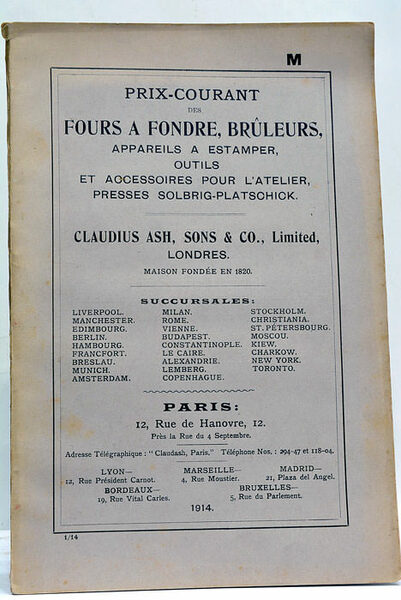 M
PRIX-COURANT
DES
FOURS A FONDRE, BRÛLEURS,
APPAREILS A ESTAMPER,
OUTILS
ET ACCESSOIRES POUR L'ATELIER,
PRESSES SOLBRIG-PLATSCHICK.
CLAUDIUS ASH, SONS & CO., Limited,
LONDRES.
MAISON FONDÉE EN 1820.
SUCCURSALES:
LIVERPOOL.
MANCHESTER.
EDIMBOURG.
BERLIN.
HAMBOURG.
FRANCFORT.
BRESLAU.
MUNICH.
AMSTERDAM.
MILAN.
ROME.
VIENNE.
BUDAPEST.
CONSTANTINOPLE.
LE CAIRE.
ALEXANDRIE.
LEMBERG.
COPENHAGUE.
STOCKHOLM.
CHRISTIANIA.
ST. PÉTERSBOURG.
MOSCOU.
KIEW.
CHARKOW.
NEW YORK.
TORONTO.
PARIS:
12, Rue de Hanovre, 12.
Près la Rue du 4 Septembre.
Adresse Télégraphique : "Claudash, Paris." Téléphone Nos. : 294-47 et 118-04.
LYON—
12, Rue Président Carnot.
MARSEILLE—
4, Rue Moustier.
MADRID—
21, Plaza del Angel.
BORDEAUX—
19, Rue Vital Carles.
BRUXELLES—
5, Rue du Parlement.
1914.
1/14